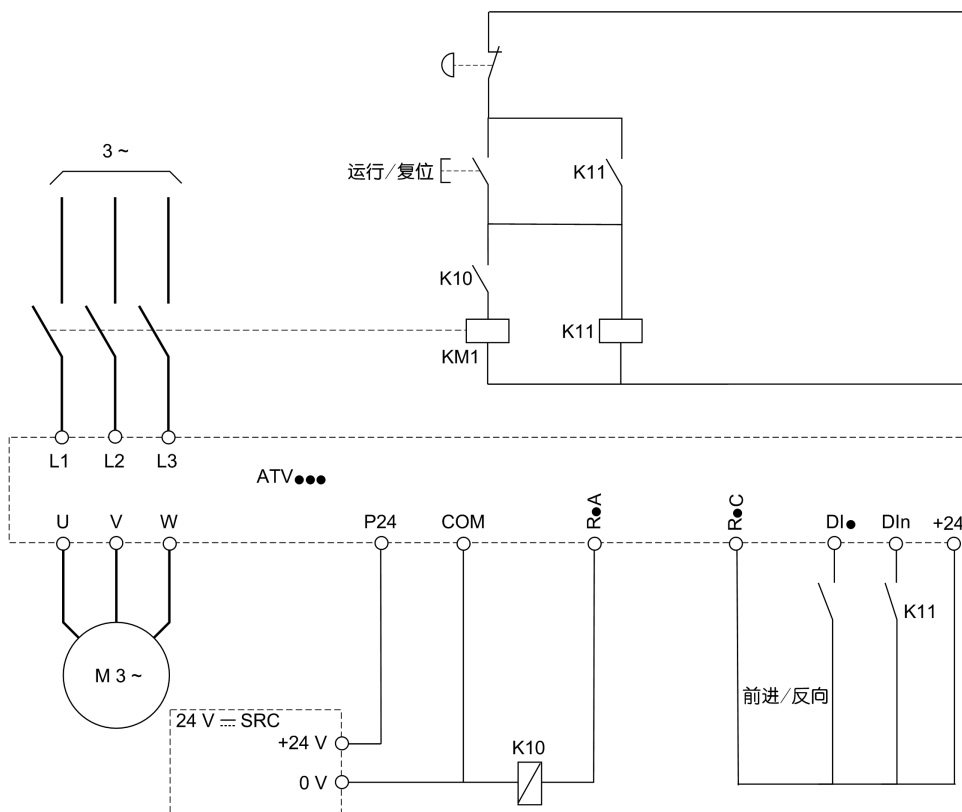 3 ~
运行/复位
K11
K10
KM1
K11
L1
L2
L3
ATV●●●
U
V
W
P24
COM
R●A
R●C
DI●
DIn
+24
K11
M 3 ~
前进/反向
24 V ⎓ SRC
+24 V
K10
0 V